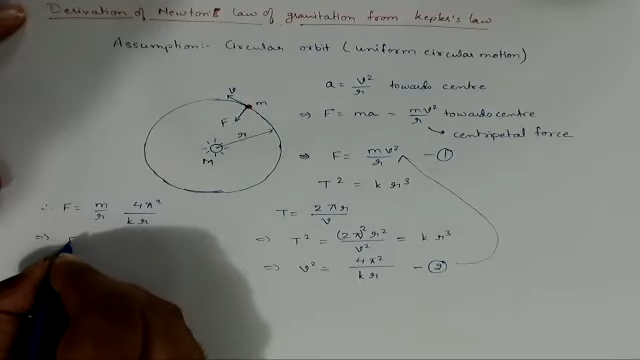 Derivation of Newton's law of gravitation from kepler's law
Assumption:- Circular orbit (uniform circular motion)
a = v²/r towards centre
⇒ F = ma = mv²/r towards centre
centripetal force
v
m
F
r
M
⇒ F = mv²/r - ①
T² = k r³
T = 2πr/v
⇒ T² = (2π)² r²/v² = k r³
⇒ v² = 4π²/kr - ②
∴ F = m/r 4π²/kr
⇒ F